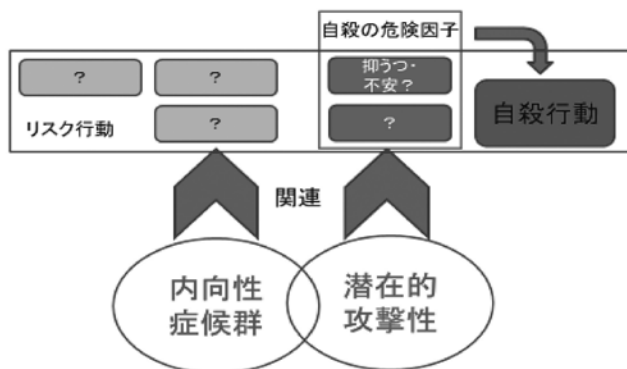 自殺の危険因子
?
?
抑うつ・
不安?
リスク行動
?
?
自殺行動
関連
内向性
症候群
潜在的
攻撃性